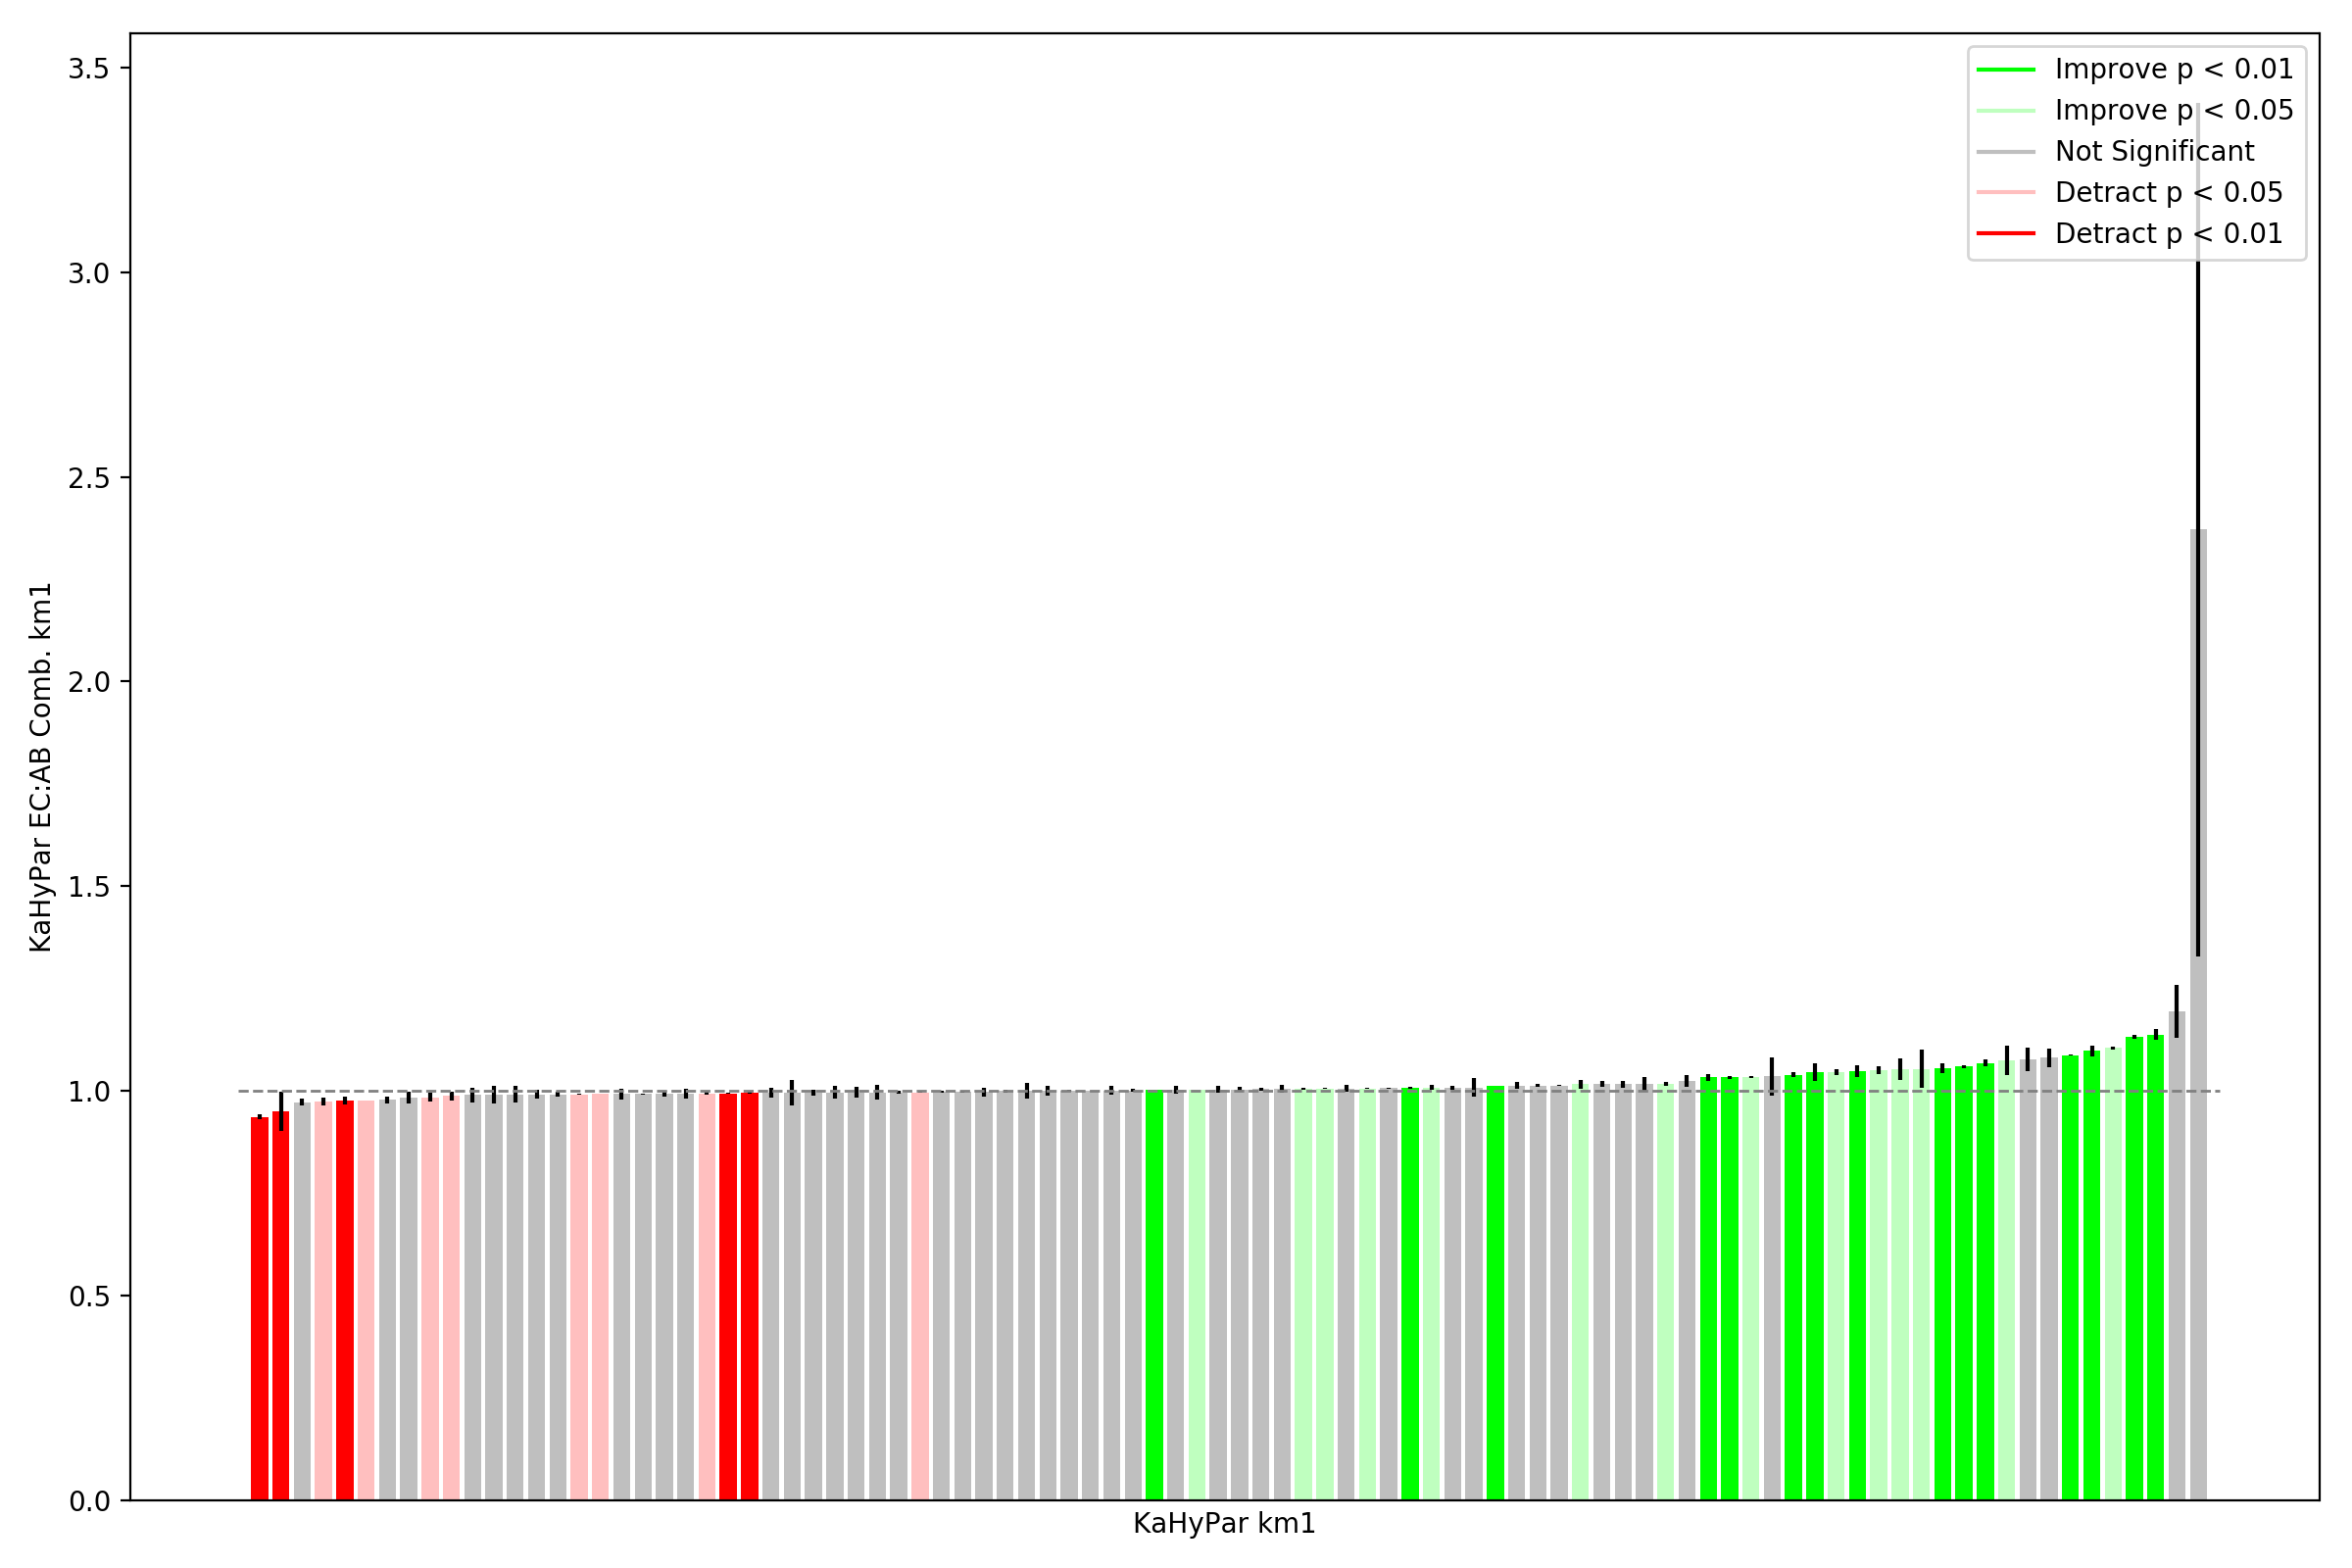 3.5
3.0
2.5
2.0
1.5
1.0
0.5
0.0
KaHyPar EC:AB Comb. km1
KaHyPar km1
Improve p < 0.01
Improve p < 0.05
Not Significant
Detract p < 0.05
Detract p < 0.01